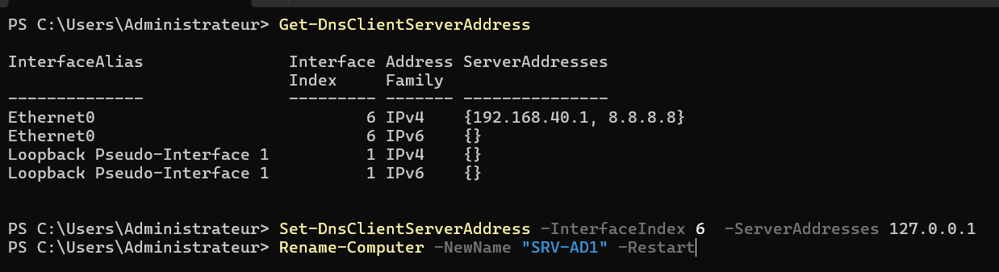 PS C:\Users\Administrateur> Get-DnsClientServerAddress
InterfaceAlias Interface Address ServerAddresses
Index Family
-------------- --------- ------- ---------------
Ethernet0 6 IPv4 {192.168.40.1, 8.8.8.8}
Ethernet0 6 IPv6 {}
Loopback Pseudo-Interface 1 1 IPv4 {}
Loopback Pseudo-Interface 1 1 IPv6 {}
PS C:\Users\Administrateur> Set-DnsClientServerAddress -InterfaceIndex 6  -ServerAddresses 127.0.0.1
PS C:\Users\Administrateur> Rename-Computer -NewName "SRV-AD1" -Restart